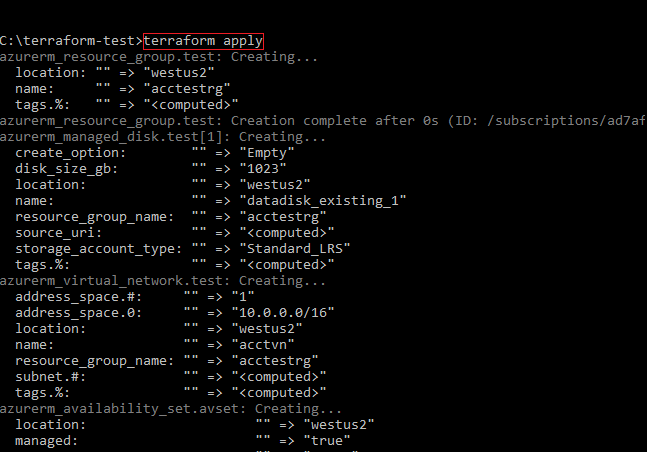 C:\terraform-test>terraform apply
azurerm_resource_group.test: Creating...
  location: "" => "westus2"
  name:     "" => "acctestrg"
  tags.%:   "" => "<computed>"
azurerm_resource_group.test: Creation complete after 0s (ID: /subscriptions/ad7af
azurerm_managed_disk.test[1]: Creating...
  create_option:        "" => "Empty"
  disk_size_gb:         "" => "1023"
  location:             "" => "westus2"
  name:                 "" => "datadisk_existing_1"
  resource_group_name:  "" => "acctestrg"
  source_uri:           "" => "<computed>"
  storage_account_type: "" => "Standard_LRS"
  tags.%:               "" => "<computed>"
azurerm_virtual_network.test: Creating...
  address_space.#:     "" => "1"
  address_space.0:     "" => "10.0.0.0/16"
  location:            "" => "westus2"
  name:                "" => "acctvn"
  resource_group_name: "" => "acctestrg"
  subnet.#:            "" => "<computed>"
  tags.%:              "" => "<computed>"
azurerm_availability_set.avset: Creating...
  location:                     "" => "westus2"
  managed:                      "" => "true"